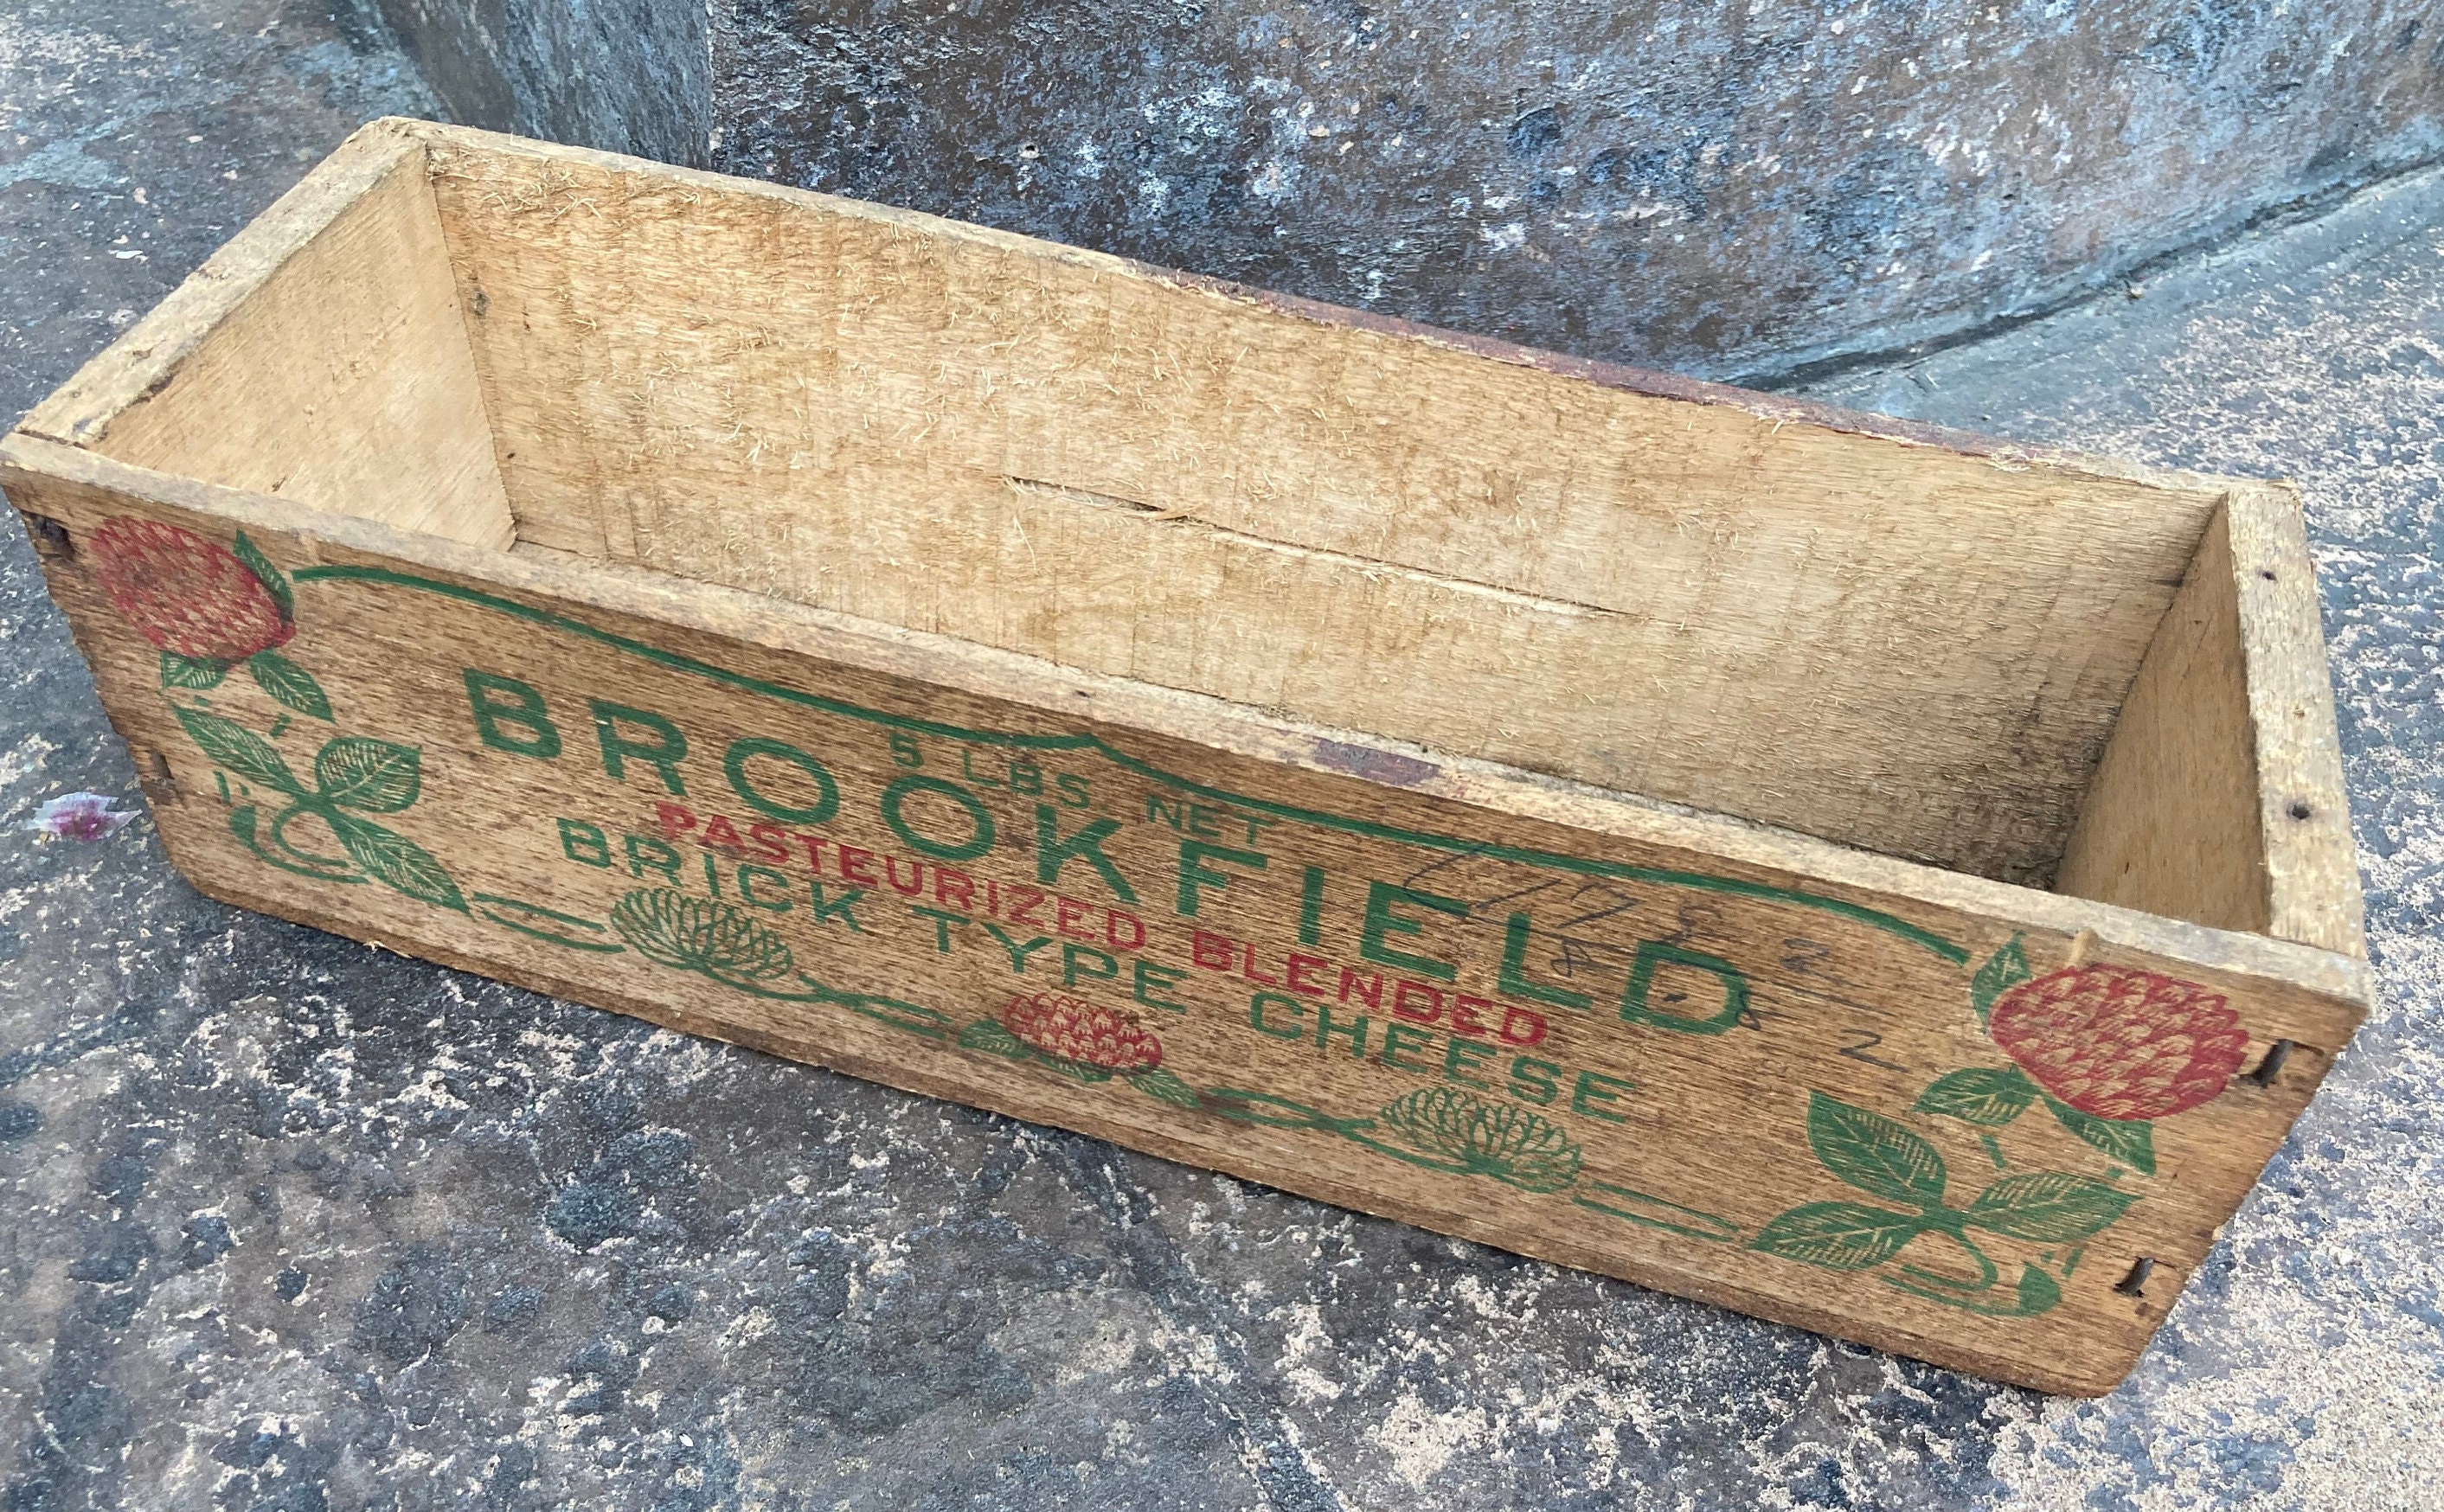 BROOKFIELD
5 LBS. NET
PASTEURIZED BLENDED
BRICK TYPE CHEESE